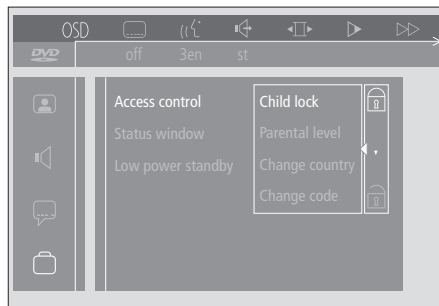 OSD
DVD off 3en st
Access control Child lock
Status window Parental level
Low power standby Change country
Change code